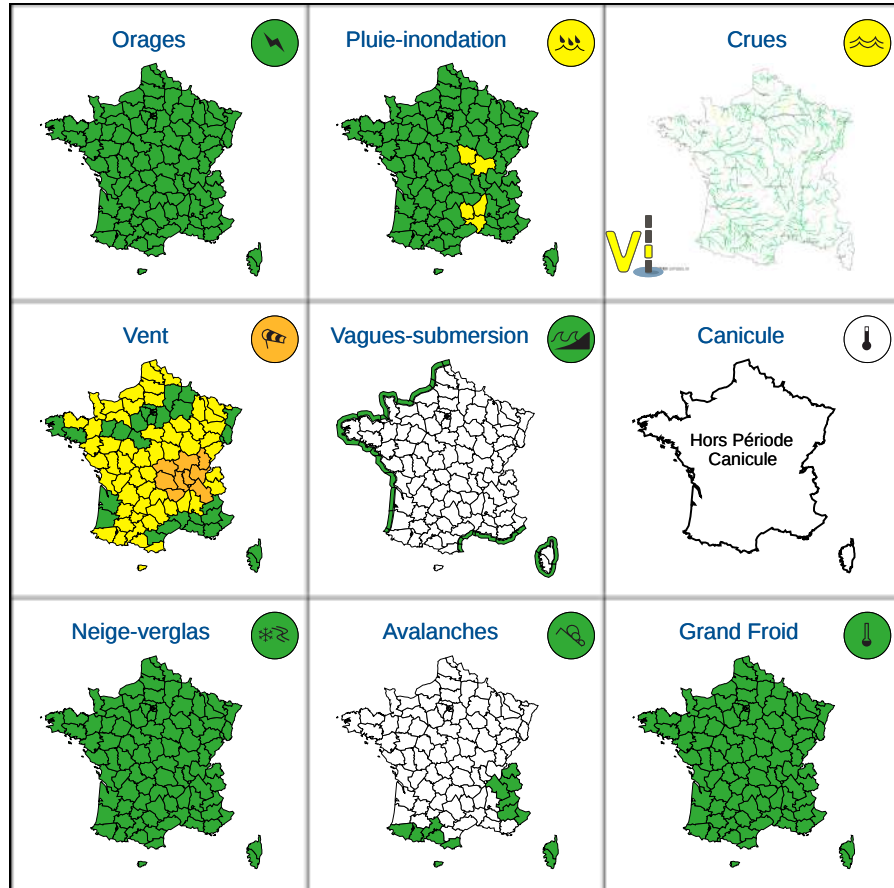 Orages
Pluie-inondation
Crues
Vent
Vagues-submersion
Canicule
Hors Période
Canicule
Neige-verglas
Avalanches
Grand Froid